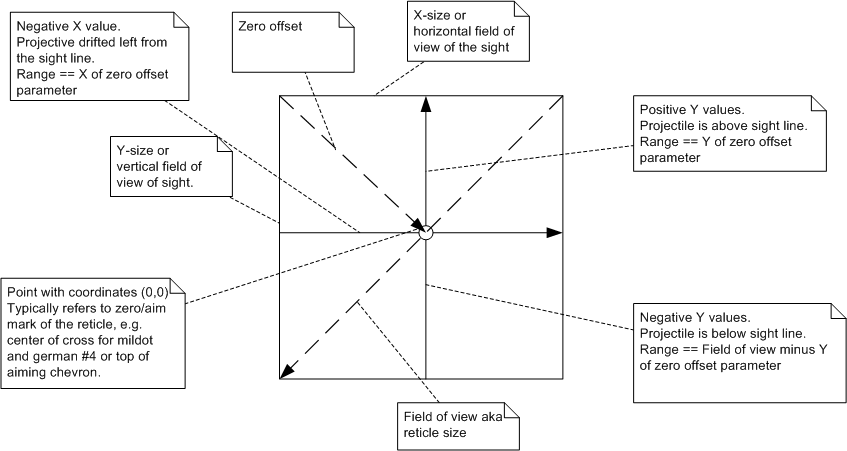 Negative X value.
Projective drifted left from
the sight line.
Range == X of zero offset
parameter
Zero offset
X-size or
horizontal field of
view of the sight
Y-size or
vertical field of
view of sight.
Positive Y values.
Projectile is above sight line.
Range == Y of zero offset
parameter
Point with coordinates (0,0)
Typically refers to zero/aim
mark of the reticle, e.g.
center of cross for mildot
and german #4 or top of
aiming chevron.
Negative Y values.
Projectile is below sight line.
Range == Field of view minus Y
of zero offset parameter
Field of view aka
reticle size